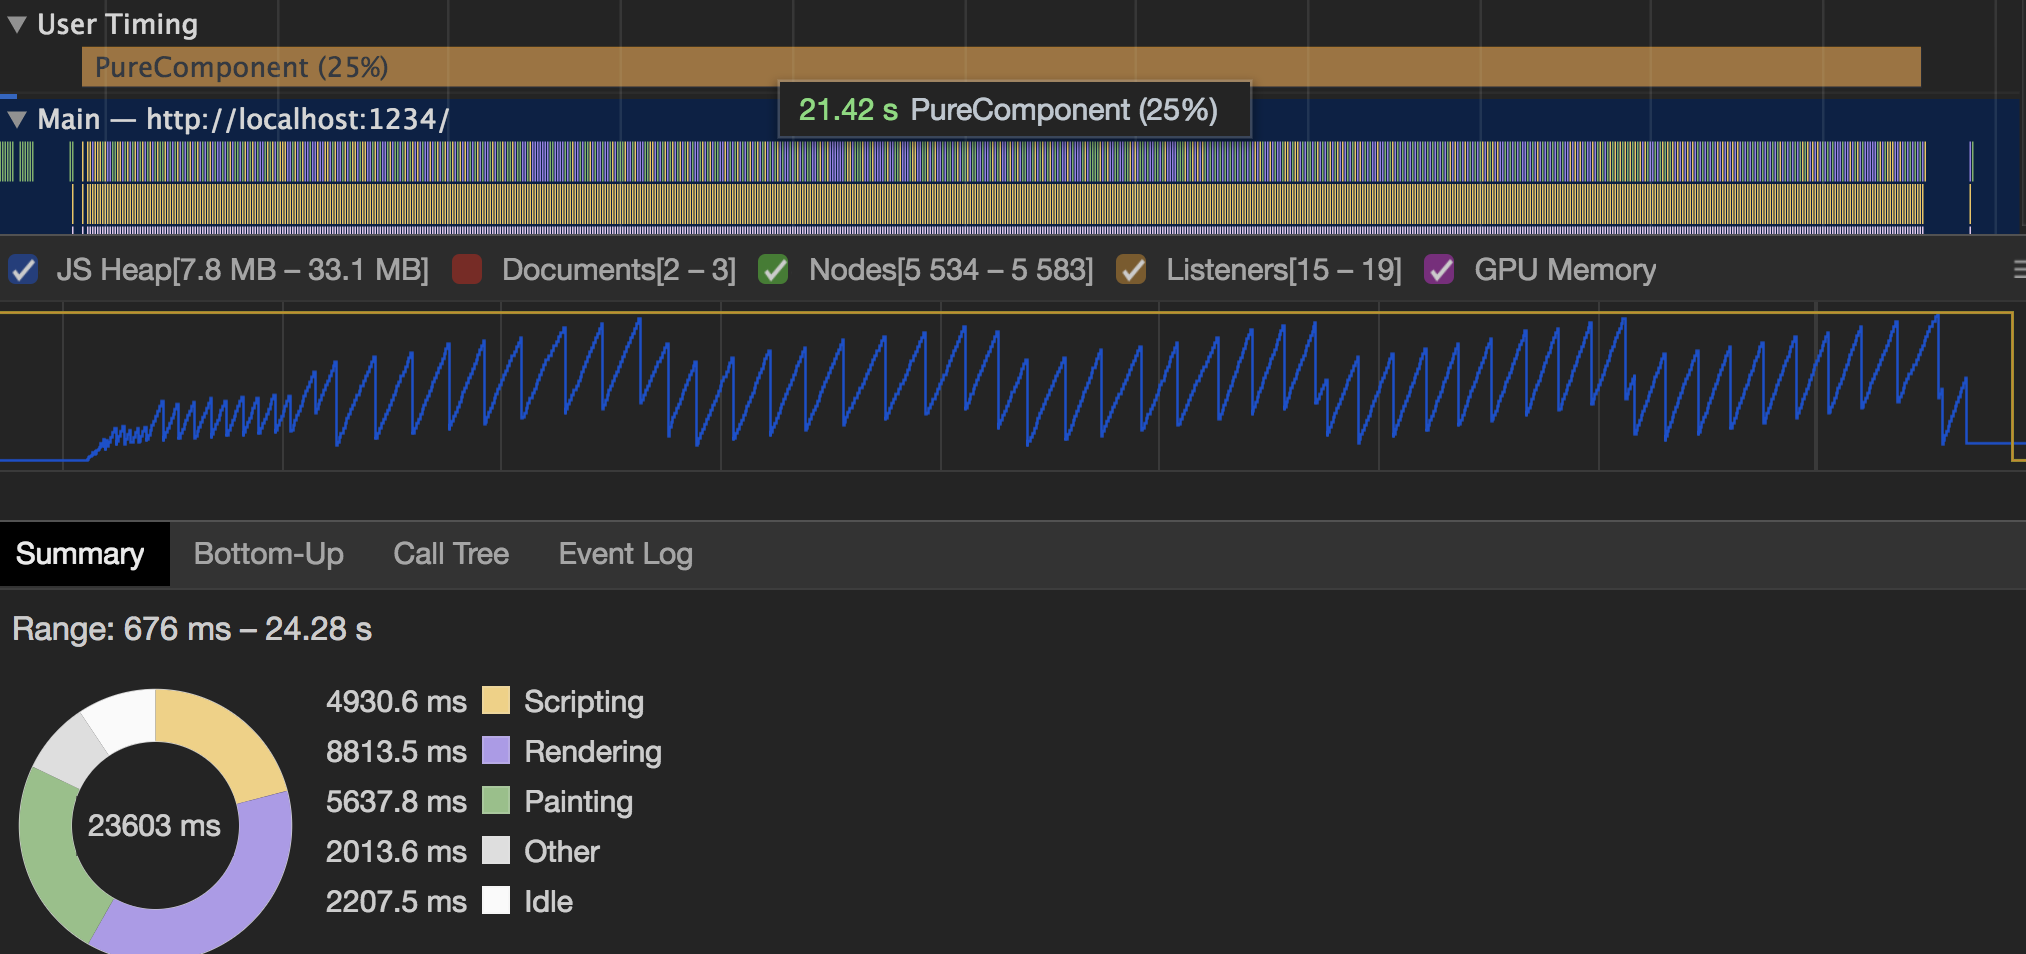 User Timing
PureComponent (25%)
21.42 s PureComponent (25%)
Main — http://localhost:1234/
JS Heap[7.8 MB – 33.1 MB] Documents[2 – 3] Nodes[5 534 – 5 583] Listeners[15 – 19] GPU Memory
Summary Bottom-Up Call Tree Event Log
Range: 676 ms – 24.28 s
4930.6 ms Scripting
8813.5 ms Rendering
5637.8 ms Painting
23603 ms
2013.6 ms Other
2207.5 ms Idle